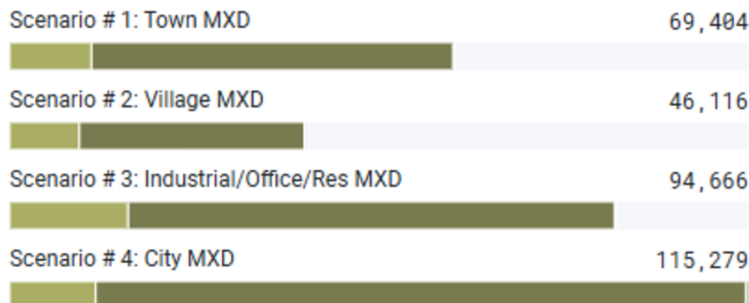 Scenario # 1: Town MXD 69,404
Scenario # 2: Village MXD 46,116
Scenario # 3: Industrial/Office/Res MXD 94,666
Scenario # 4: City MXD 115,279